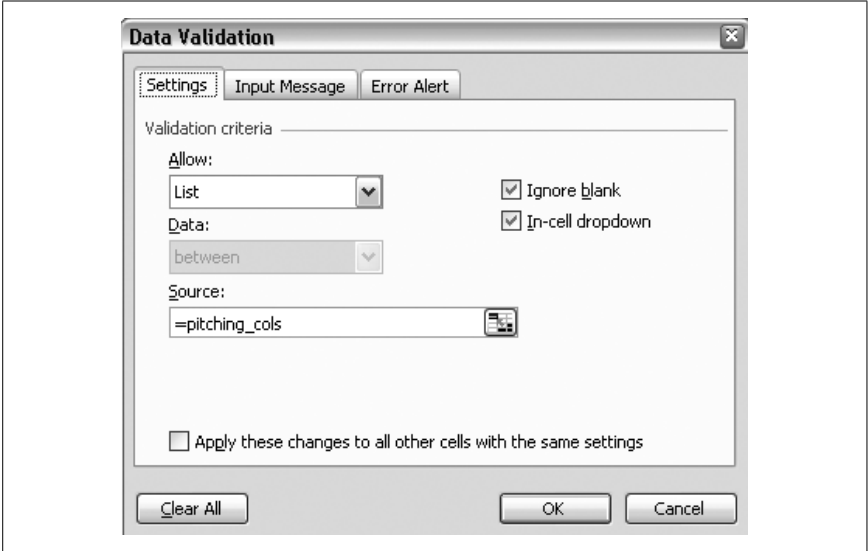 Data Validation
Settings Input Message Error Alert
Validation criteria
Allow:
List
Ignore blank
Data:
In-cell dropdown
between
Source:
=pitching_cols
Apply these changes to all other cells with the same settings
Clear All OK Cancel